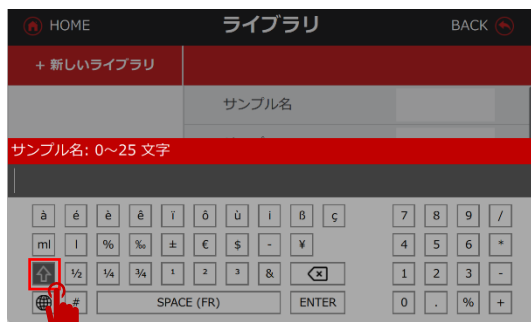 HOME ライブラリ BACK
+ 新しいライブラリ
サンプル名
サンプル名: 0～25 文字
à é è ê ï ô ù i ß ç 7 8 9 /
ml l % ‰ ± € $ - ¥ 4 5 6 *
½ ¼ ¾ ¹ ² ³ & 1 2 3 -
# SPACE (FR) ENTER 0 . % +